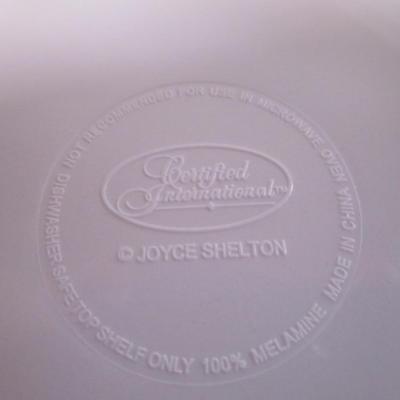 NOT RECOMMENDED FOR USE IN MICROWAVE OVEN
Certified
International™
© JOYCE SHELTON
DISHWASHER SAFE TOP SHELF ONLY 100% MELAMINE MADE IN CHINA